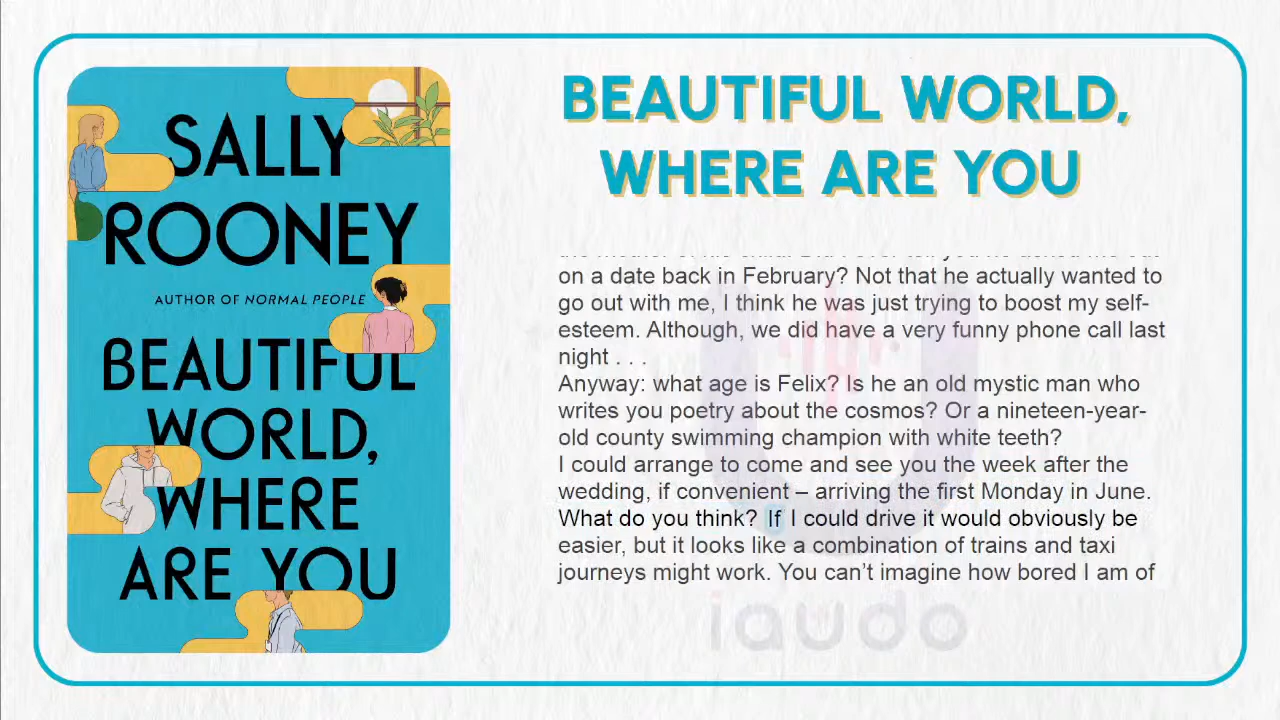 SALLY
ROONEY
AUTHOR OF NORMAL PEOPLE
BEAUTIFUL
WORLD,
WHERE
ARE YOU
BEAUTIFUL WORLD,
WHERE ARE YOU
on a date back in February? Not that he actually wanted to
go out with me, I think he was just trying to boost my self-
esteem. Although, we did have a very funny phone call last
night . . .
Anyway: what age is Felix? Is he an old mystic man who
writes you poetry about the cosmos? Or a nineteen-year-
old county swimming champion with white teeth?
I could arrange to come and see you the week after the
wedding, if convenient – arriving the first Monday in June.
What do you think? If I could drive it would obviously be
easier, but it looks like a combination of trains and taxi
journeys might work. You can’t imagine how bored I am of
iaudo